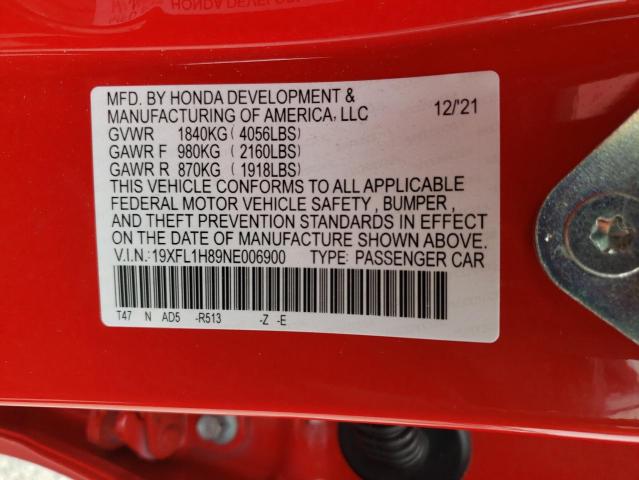 MFD. BY HONDA DEVELOPMENT &
MANUFACTURING OF AMERICA, LLC 12/'21
GVWR 1840KG (4056LBS)
GAWR F 980KG (2160LBS)
GAWR R 870KG (1918LBS)
THIS VEHICLE CONFORMS TO ALL APPLICABLE
FEDERAL MOTOR VEHICLE SAFETY, BUMPER,
AND THEFT PREVENTION STANDARDS IN EFFECT
ON THE DATE OF MANUFACTURE SHOWN ABOVE.
V.I.N.:19XFL1H89NE006900 TYPE: PASSENGER CAR
T47 N AD5 -R513 -Z -E